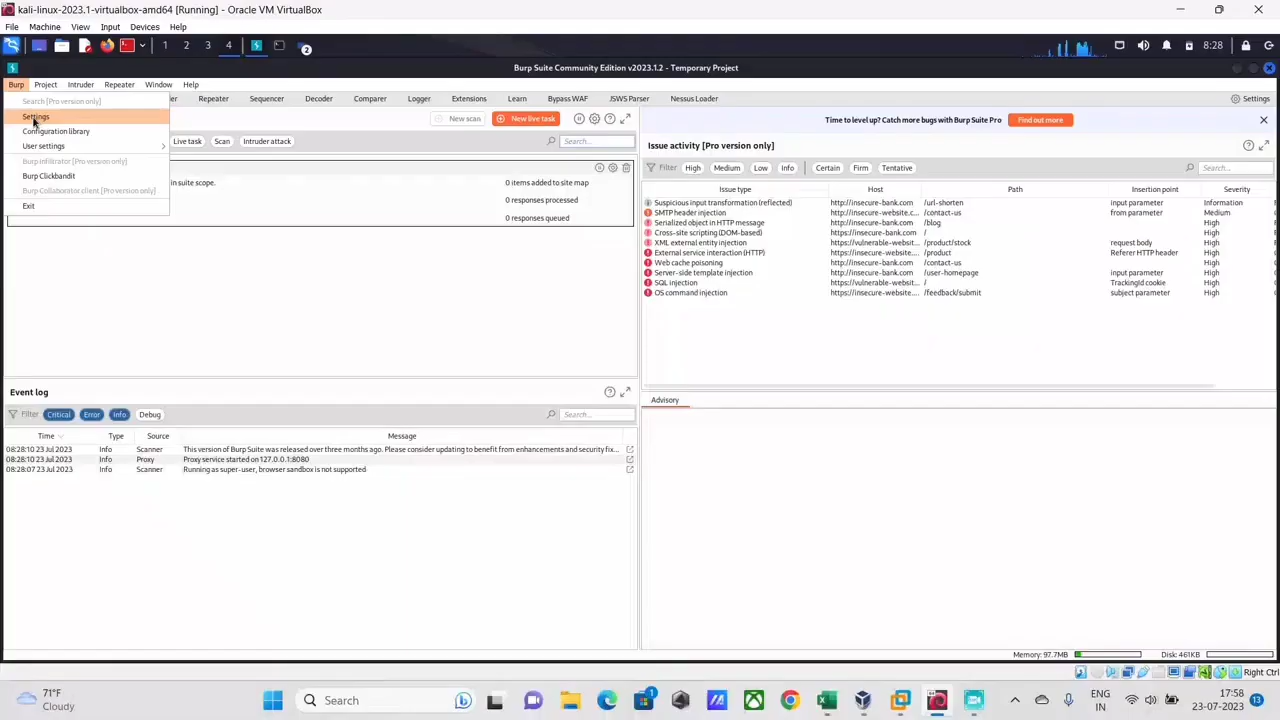 kali-linux-2023.1-virtualbox-amd64 [Running] - Oracle VM VirtualBox
File Machine View Input Devices Help
1 2 3 4 2 8:28
Burp Suite Community Edition v2023.1.2 - Temporary Project
Burp Project Intruder Repeater Window Help
Search [Pro version only]
Settings
Configuration library
User settings
Burp Infiltrator [Pro version only]
Burp Clickbandit
Burp Collaborator client [Pro version only]
Exit
er Repeater Sequencer Decoder Comparer Logger Extensions Learn Bypass WAF JSWS Parser Nessus Loader Settings
New scan New live task
Live task Scan Intruder attack Search...
in suite scope. 0 items added to site map
0 responses processed
0 responses queued
Time to level up? Catch more bugs with Burp Suite Pro Find out more
Issue activity [Pro version only]
Filter High Medium Low Info Certain Firm Tentative Search...
Issue type Host Path Insertion point Severity
Suspicious input transformation (reflected) http://insecure-bank.com /url-shorten input parameter Information
SMTP header injection http://insecure-website.c... /contact-us from parameter Medium
Serialized object in HTTP message http://insecure-bank.com /blog High
Cross-site scripting (DOM-based) https://insecure-bank.com / High
XML external entity injection https://vulnerable-websit... /product/stock request body High
External service interaction (HTTP) https://insecure-website.... /product Referer HTTP header High
Web cache poisoning http://insecure-bank.com /contact-us High
Server-side template injection http://insecure-bank.com /user-homepage input parameter High
SQL injection https://vulnerable-websit... / TrackingId cookie High
OS command injection https://insecure-website.... /feedback/submit subject parameter High
Event log
Filter Critical Error Info Debug Search...
Time Type Source Message
08:28:10 23 Jul 2023 Info Scanner This version of Burp Suite was released over three months ago. Please consider updating to benefit from enhancements and security fix...
08:28:10 23 Jul 2023 Info Proxy Proxy service started on 127.0.0.1:8080
08:28:07 23 Jul 2023 Info Scanner Running as super-user, browser sandbox is not supported
Advisory
Memory: 97.7MB Disk: 461KB
Right Ctrl
71°F
Cloudy
Search
1
ENG
IN
17:58
23-07-2023
13